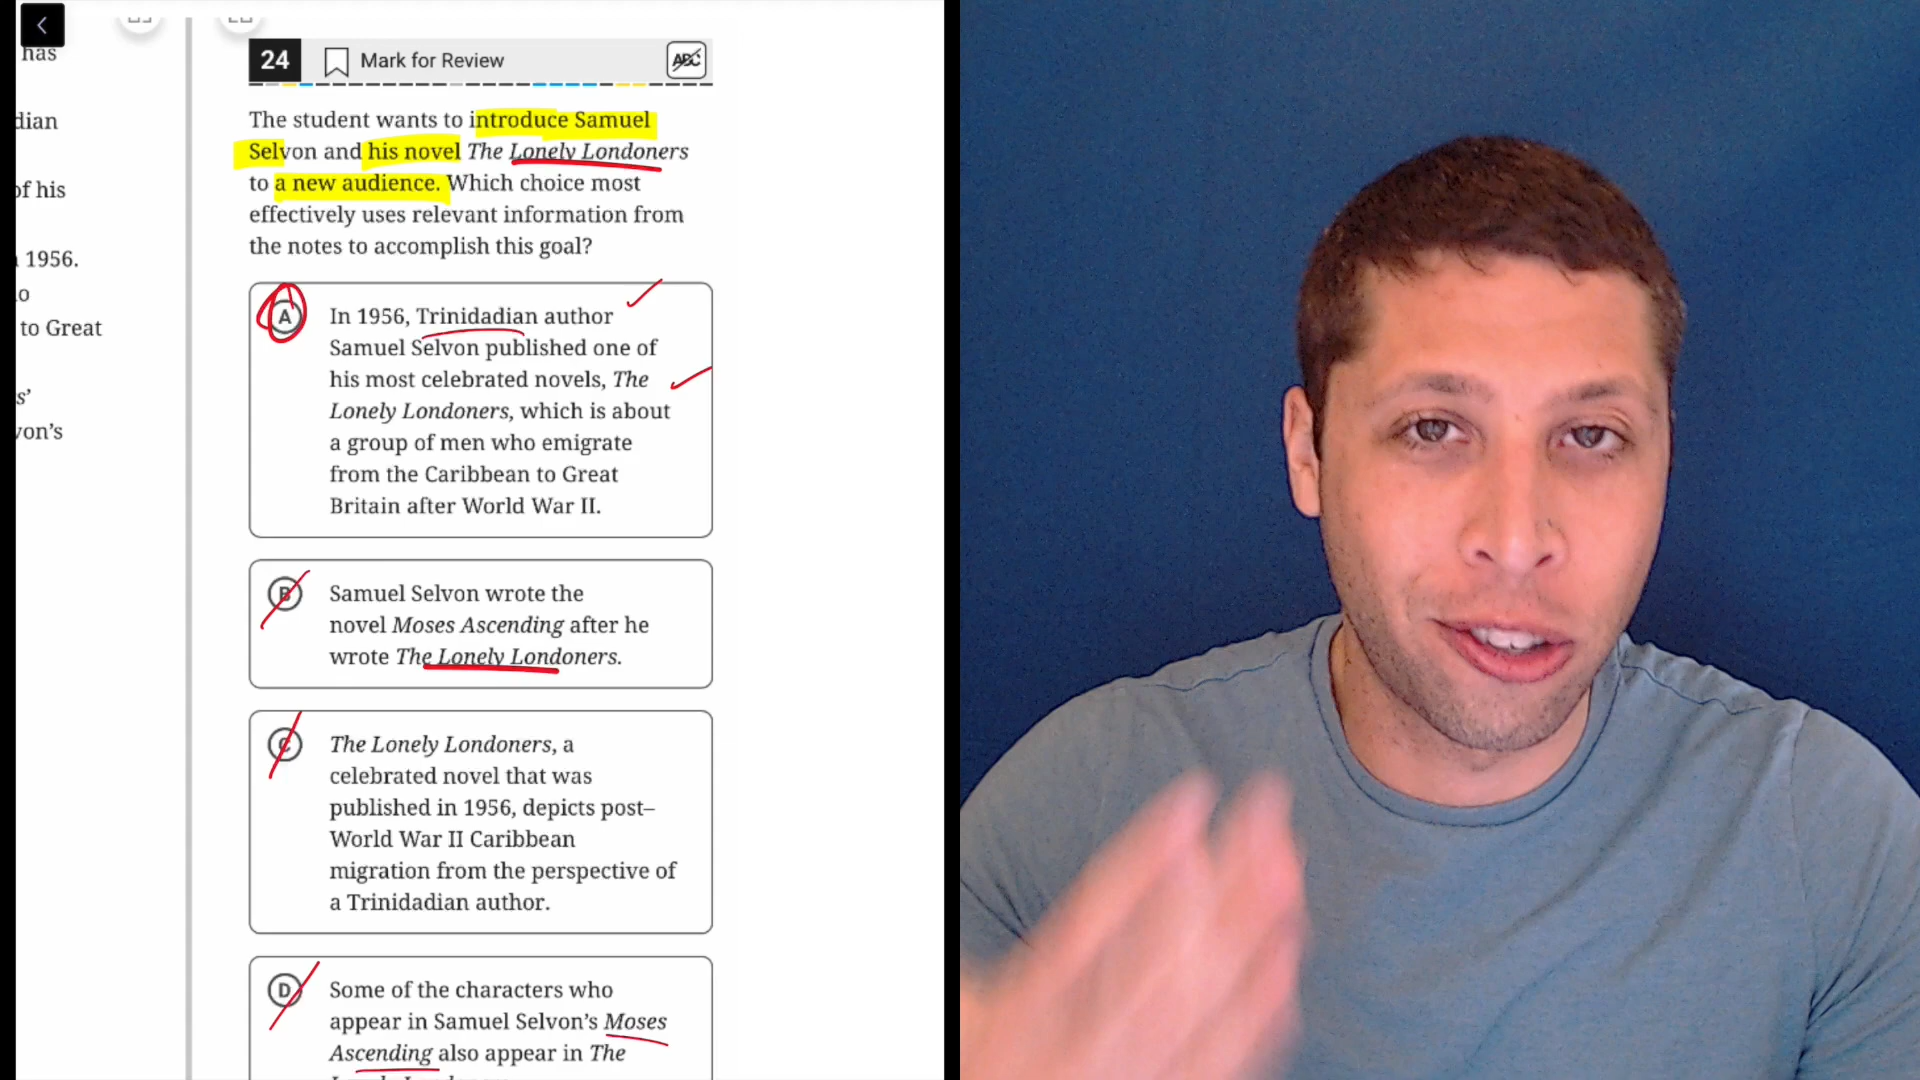 has
dian
of his
1956.
to Great
s'
von's
24
Mark for Review
ABC
The student wants to introduce Samuel
Selvon and his novel The Lonely Londoners
to a new audience. Which choice most
effectively uses relevant information from
the notes to accomplish this goal?
A
In 1956, Trinidadian author
Samuel Selvon published one of
his most celebrated novels, The
Lonely Londoners, which is about
a group of men who emigrate
from the Caribbean to Great
Britain after World War II.
B
Samuel Selvon wrote the
novel Moses Ascending after he
wrote The Lonely Londoners.
C
The Lonely Londoners, a
celebrated novel that was
published in 1956, depicts post–
World War II Caribbean
migration from the perspective of
a Trinidadian author.
D
Some of the characters who
appear in Samuel Selvon's Moses
Ascending also appear in The